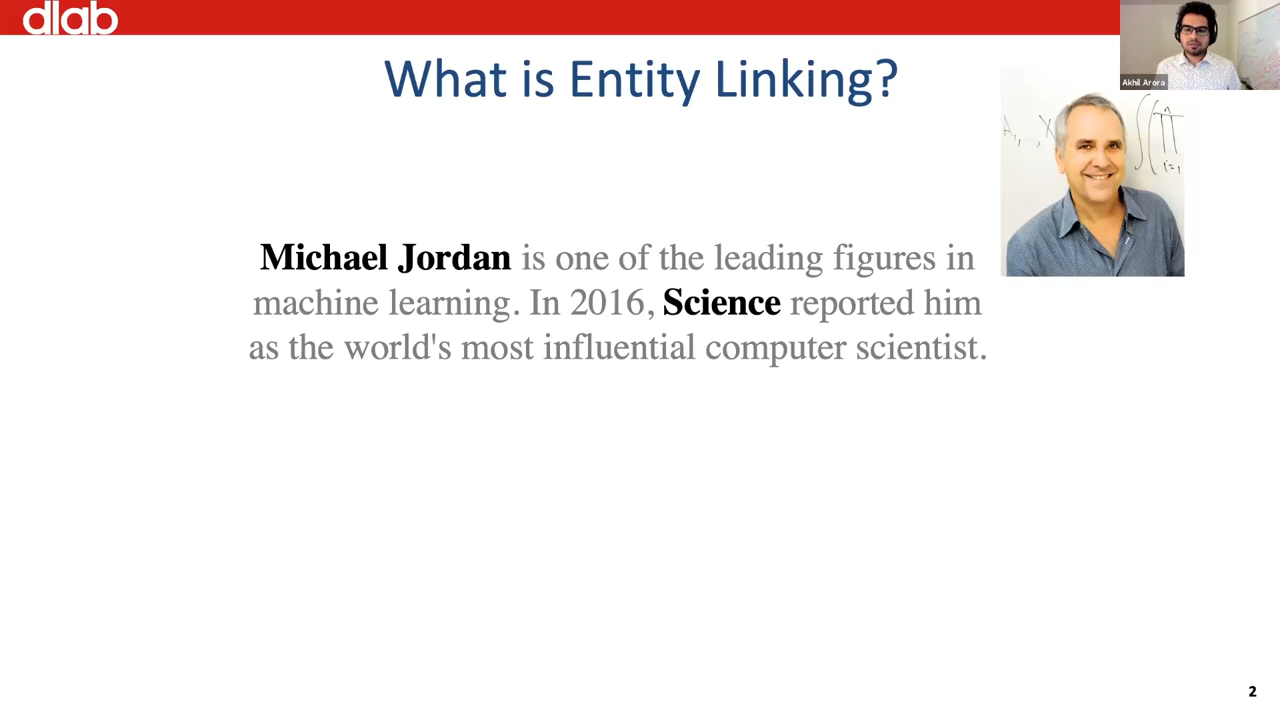 dlab
What is Entity Linking?
Akhil Arora
Michael Jordan is one of the leading figures in
machine learning. In 2016, Science reported him
as the world's most influential computer scientist.
2